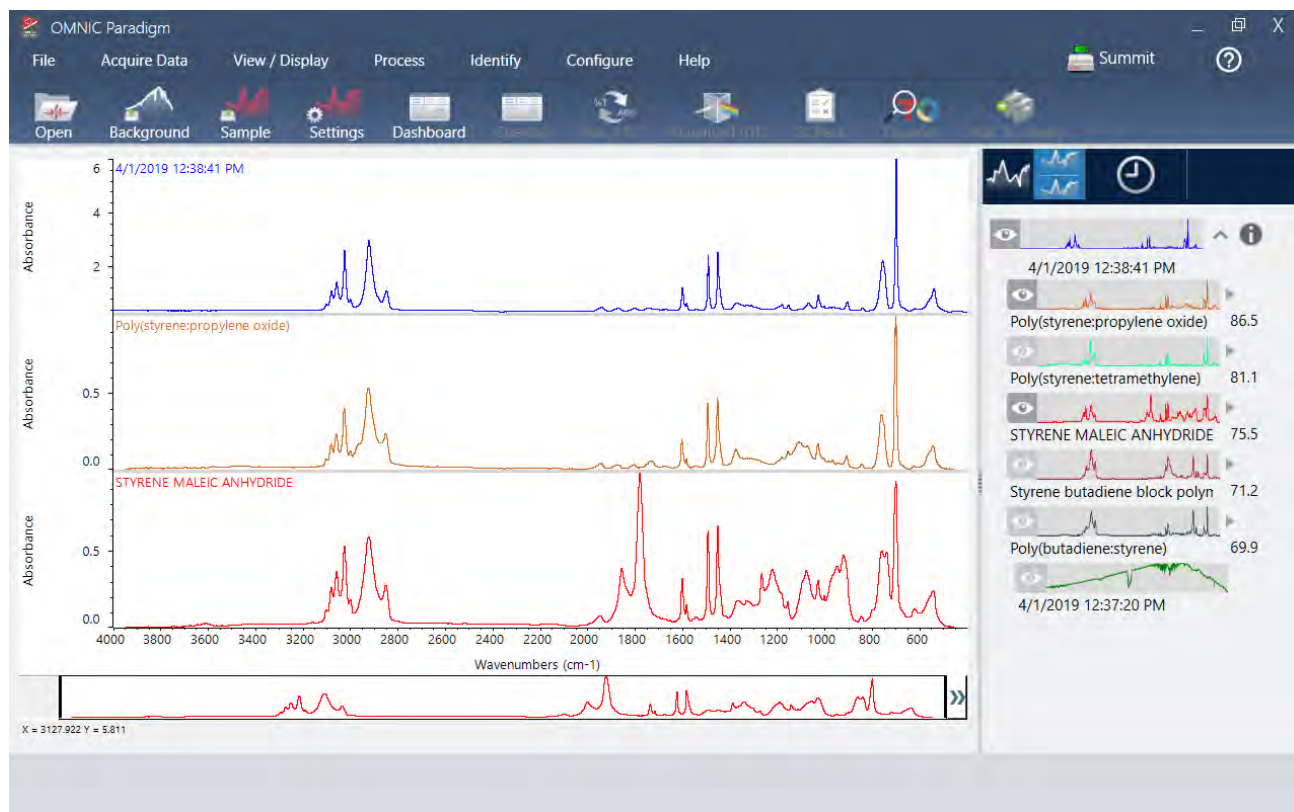 OMNIC Paradigm
_ X
File Acquire Data View / Display Process Identify Configure Help Summit ?
Open Background Sample Settings Dashboard
6 4/1/2019 12:38:41 PM
4
2
Absorbance
Poly(styrene:propylene oxide)
0.5
0.0
Absorbance
STYRENE MALEIC ANHYDRIDE
0.5
0.0
Absorbance
4000 3800 3600 3400 3200 3000 2800 2600 2400 2200 2000 1800 1600 1400 1200 1000 800 600
Wavenumbers (cm-1)
X = 3127.922 Y = 5.811
4/1/2019 12:38:41 PM
Poly(styrene:propylene oxide) 86.5
Poly(styrene:tetramethylene) 81.1
STYRENE MALEIC ANHYDRIDE 75.5
Styrene butadiene block polyn 71.2
Poly(butadiene:styrene) 69.9
4/1/2019 12:37:20 PM